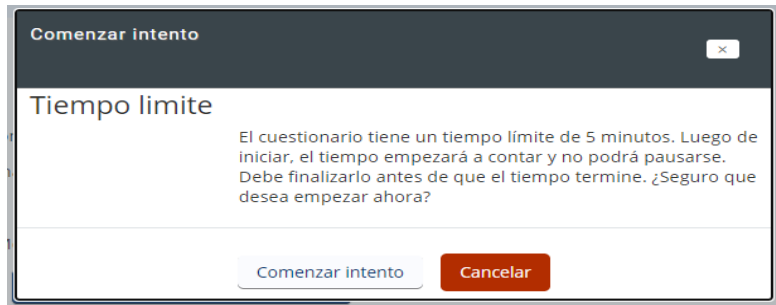 Comenzar intento
×
Tiempo limite
El cuestionario tiene un tiempo límite de 5 minutos. Luego de
iniciar, el tiempo empezará a contar y no podrá pausarse.
Debe finalizarlo antes de que el tiempo termine. ¿Seguro que
desea empezar ahora?
Comenzar intento
Cancelar